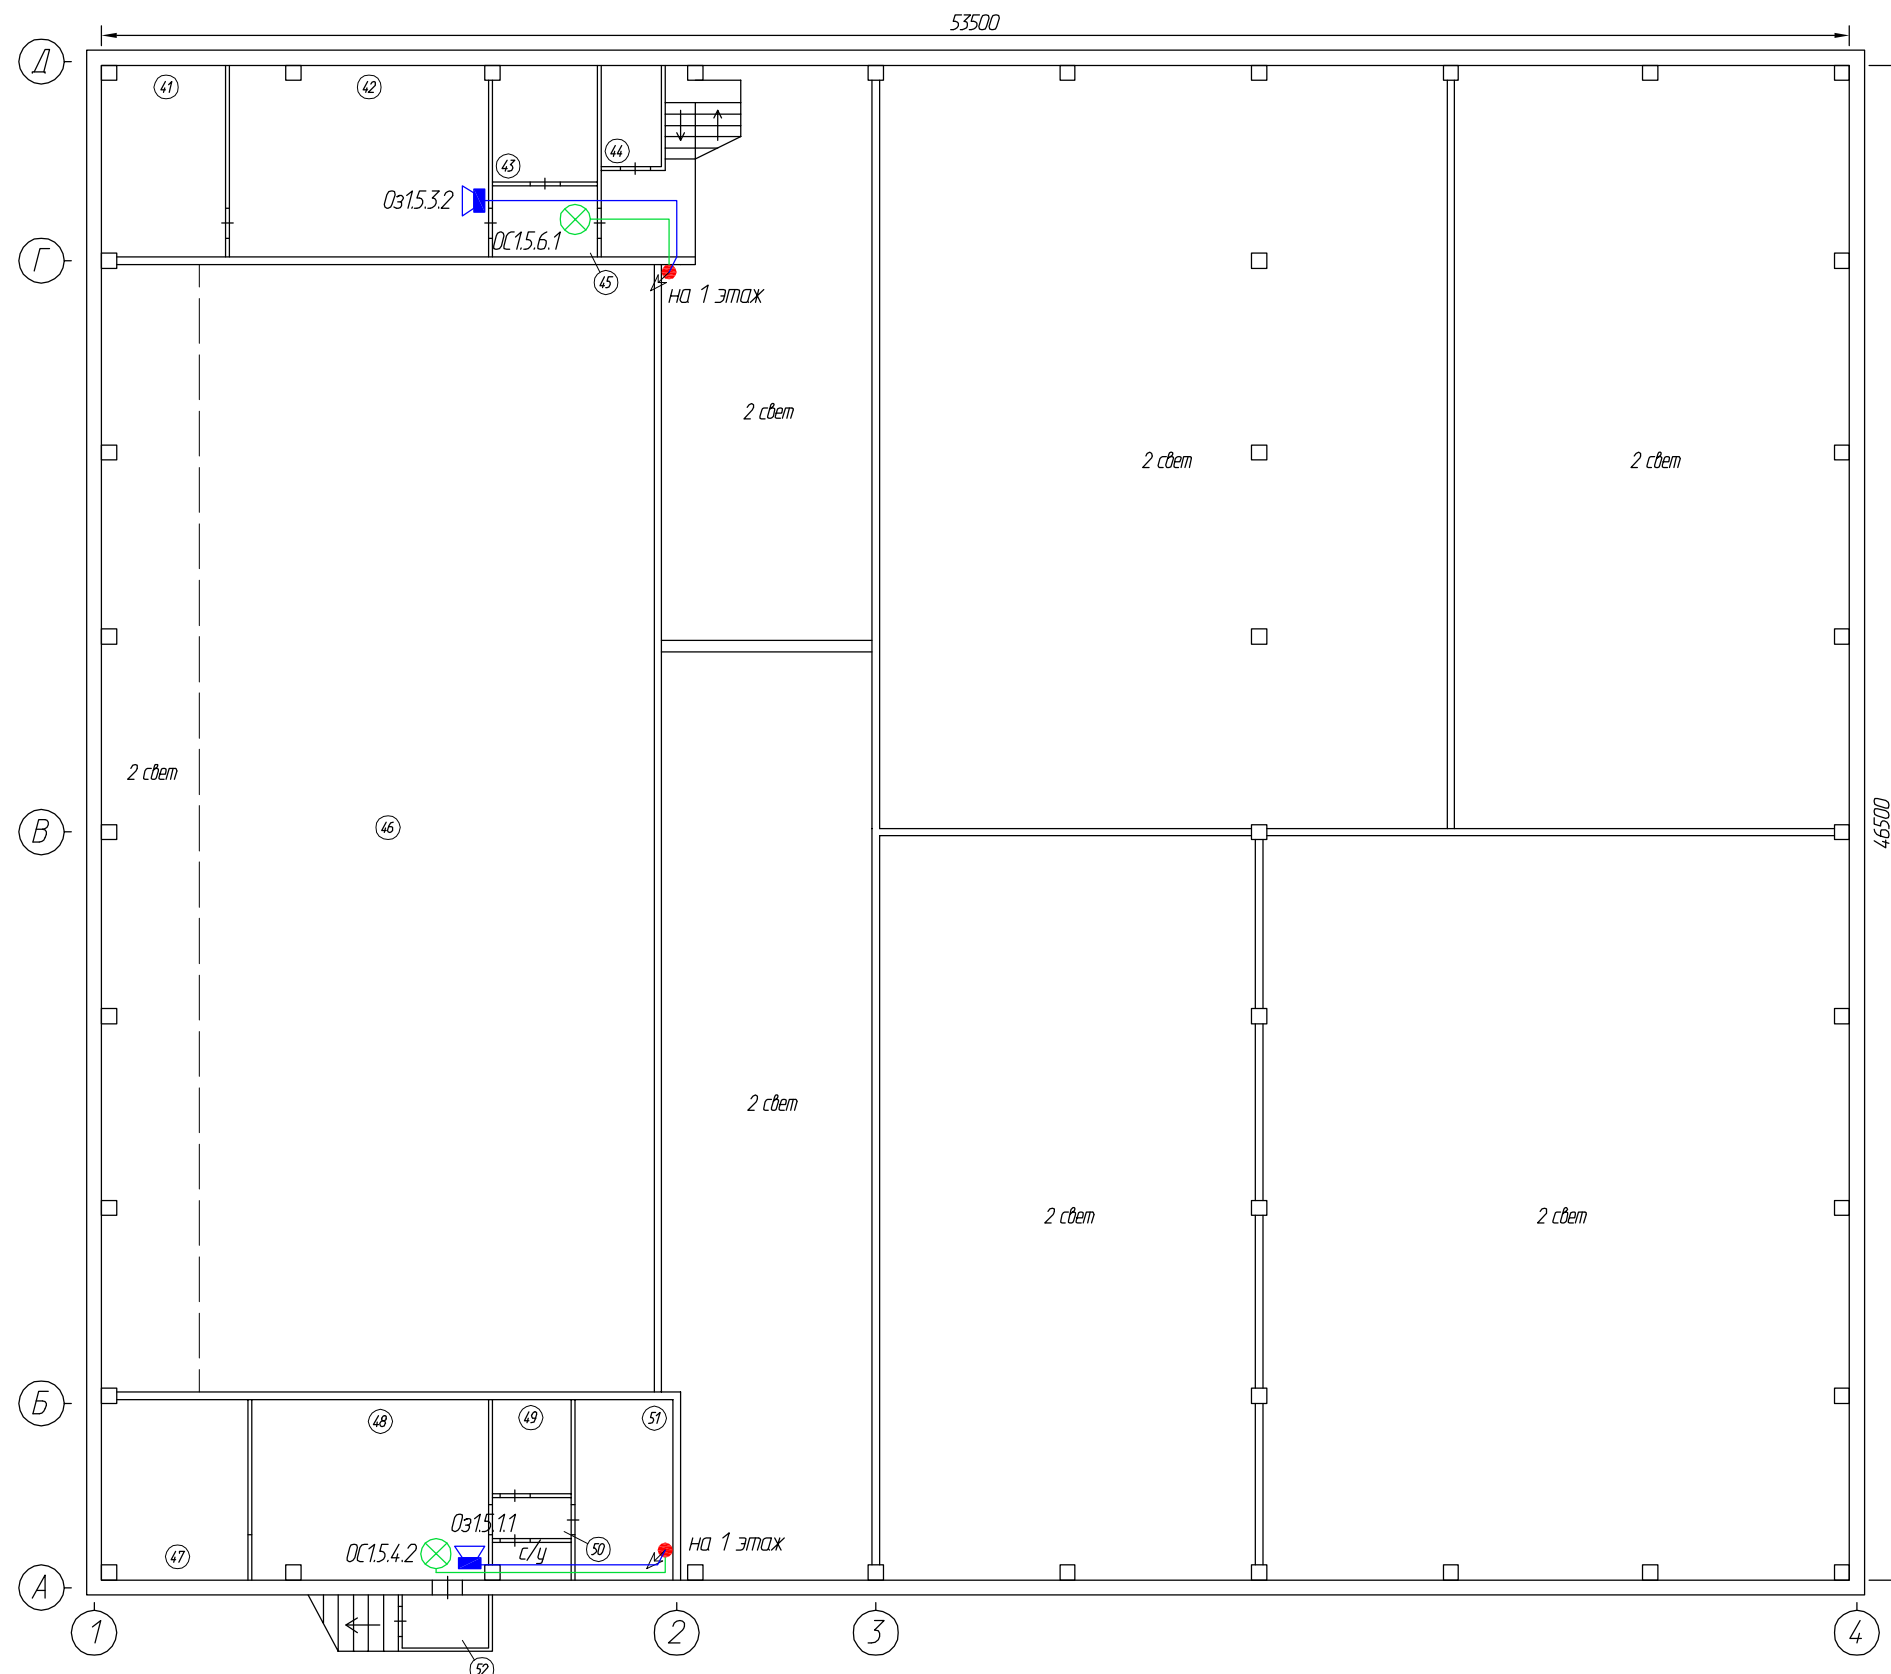 53500
Д
41
42
44
43
Оз1.5.3.2
ОС1.5.6.1
Г
45
на 1 этаж
2 свет
2 свет
2 свет
2 свет
46
В
46500
2 свет
2 свет
2 свет
Б
48
49
51
Оз1.5.1.1
на 1 этаж
ОС1.5.4.2
с/у
50
47
А
1
2
3
4
52